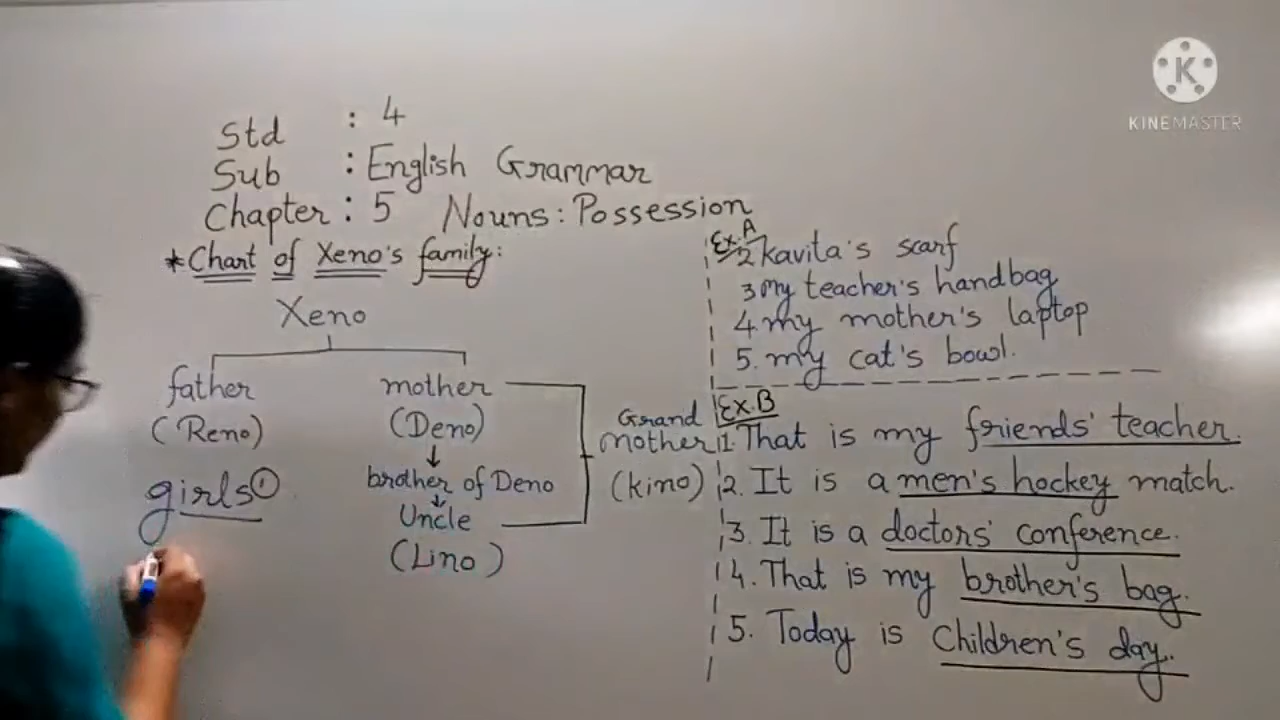 Std : 4
Sub : English Grammar
Chapter : 5 Nouns : Possession
*Chart of Xeno's family:
Xeno
father mother
(Reno) (Deno)
brother of Deno
Uncle
(Lino)
Grand
mother
(kino)
girls'
Ex.A
2 kavita's scarf
3 my teacher's handbag
4. my mother's laptop
5. my cat's bowl.
Ex.B
1. That is my friends' teacher.
2. It is a men's hockey match.
3. It is a doctors' conference.
4. That is my brother's bag.
5. Today is Children's day.
K
KINEMASTER